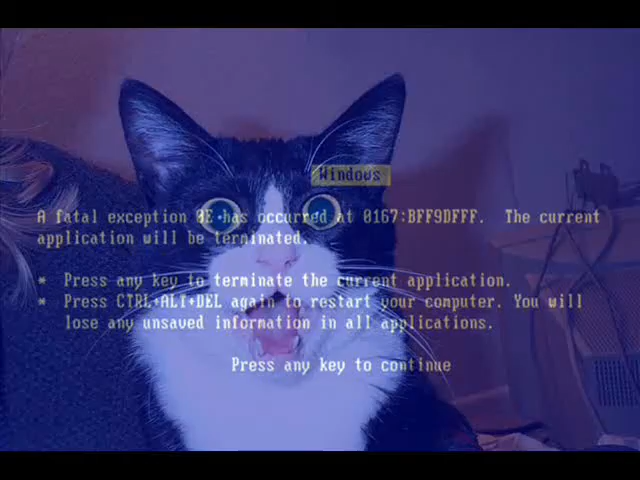 Windows
A fatal exception 0E has occurred at 0167:BFF9DFFF. The current
application will be terminated.
* Press any key to terminate the current application.
* Press CTRL+ALT+DEL again to restart your computer. You will
lose any unsaved information in all applications.
Press any key to continue